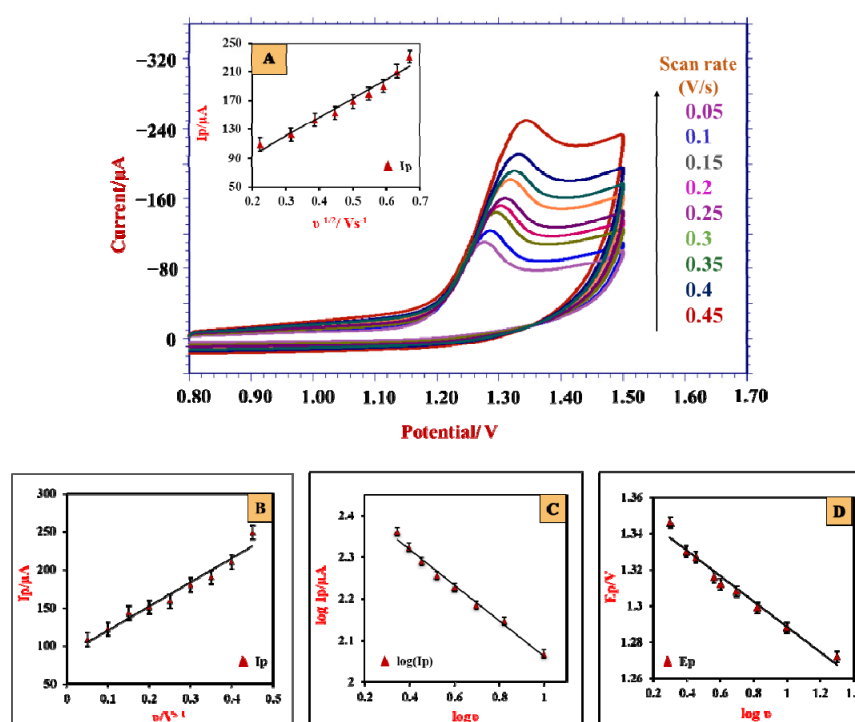 A
250
210
170
130
90
50
Ip/µA
Ip
0.2 0.3 0.4 0.5 0.6 0.7
υ 1/2/ Vs-1
−320
−240
−160
−80
0
Current/µA
0.80 0.90 1.00 1.10 1.20 1.30 1.40 1.50 1.60 1.70
Potential/ V
Scan rate
(V/s)
0.05
0.1
0.15
0.2
0.25
0.3
0.35
0.4
0.45
B
300
250
200
150
100
50
Ip/µA
Ip
0 0.1 0.2 0.3 0.4 0.5
υ/Vs-1
C
2.4
2.3
2.2
2.1
2
log Ip/µA
log(Ip)
0.2 0.4 0.6 0.8 1
log υ
D
1.36
1.34
1.3
1.28
1.26
Ep/V
Ep
0.2 0.4 0.6 0.8 1 1.2
log υ